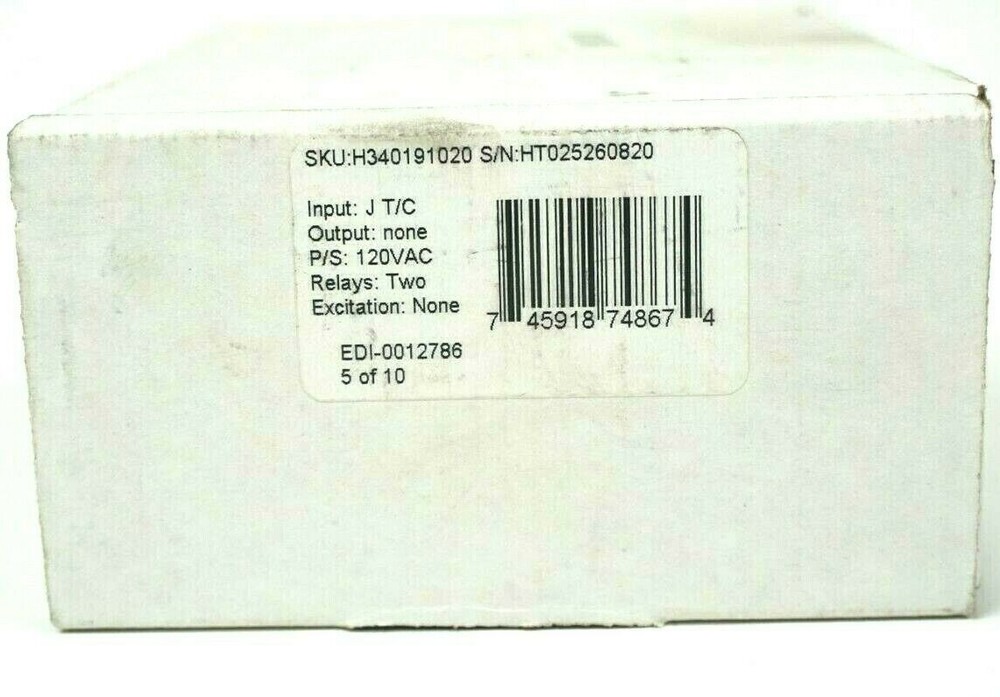 SKU:H340191020 S/N:HT025260820
Input: J T/C
Output: none
P/S: 120VAC
Relays: Two
Excitation: None
7 45918 74867 4
EDI-0012786
5 of 10